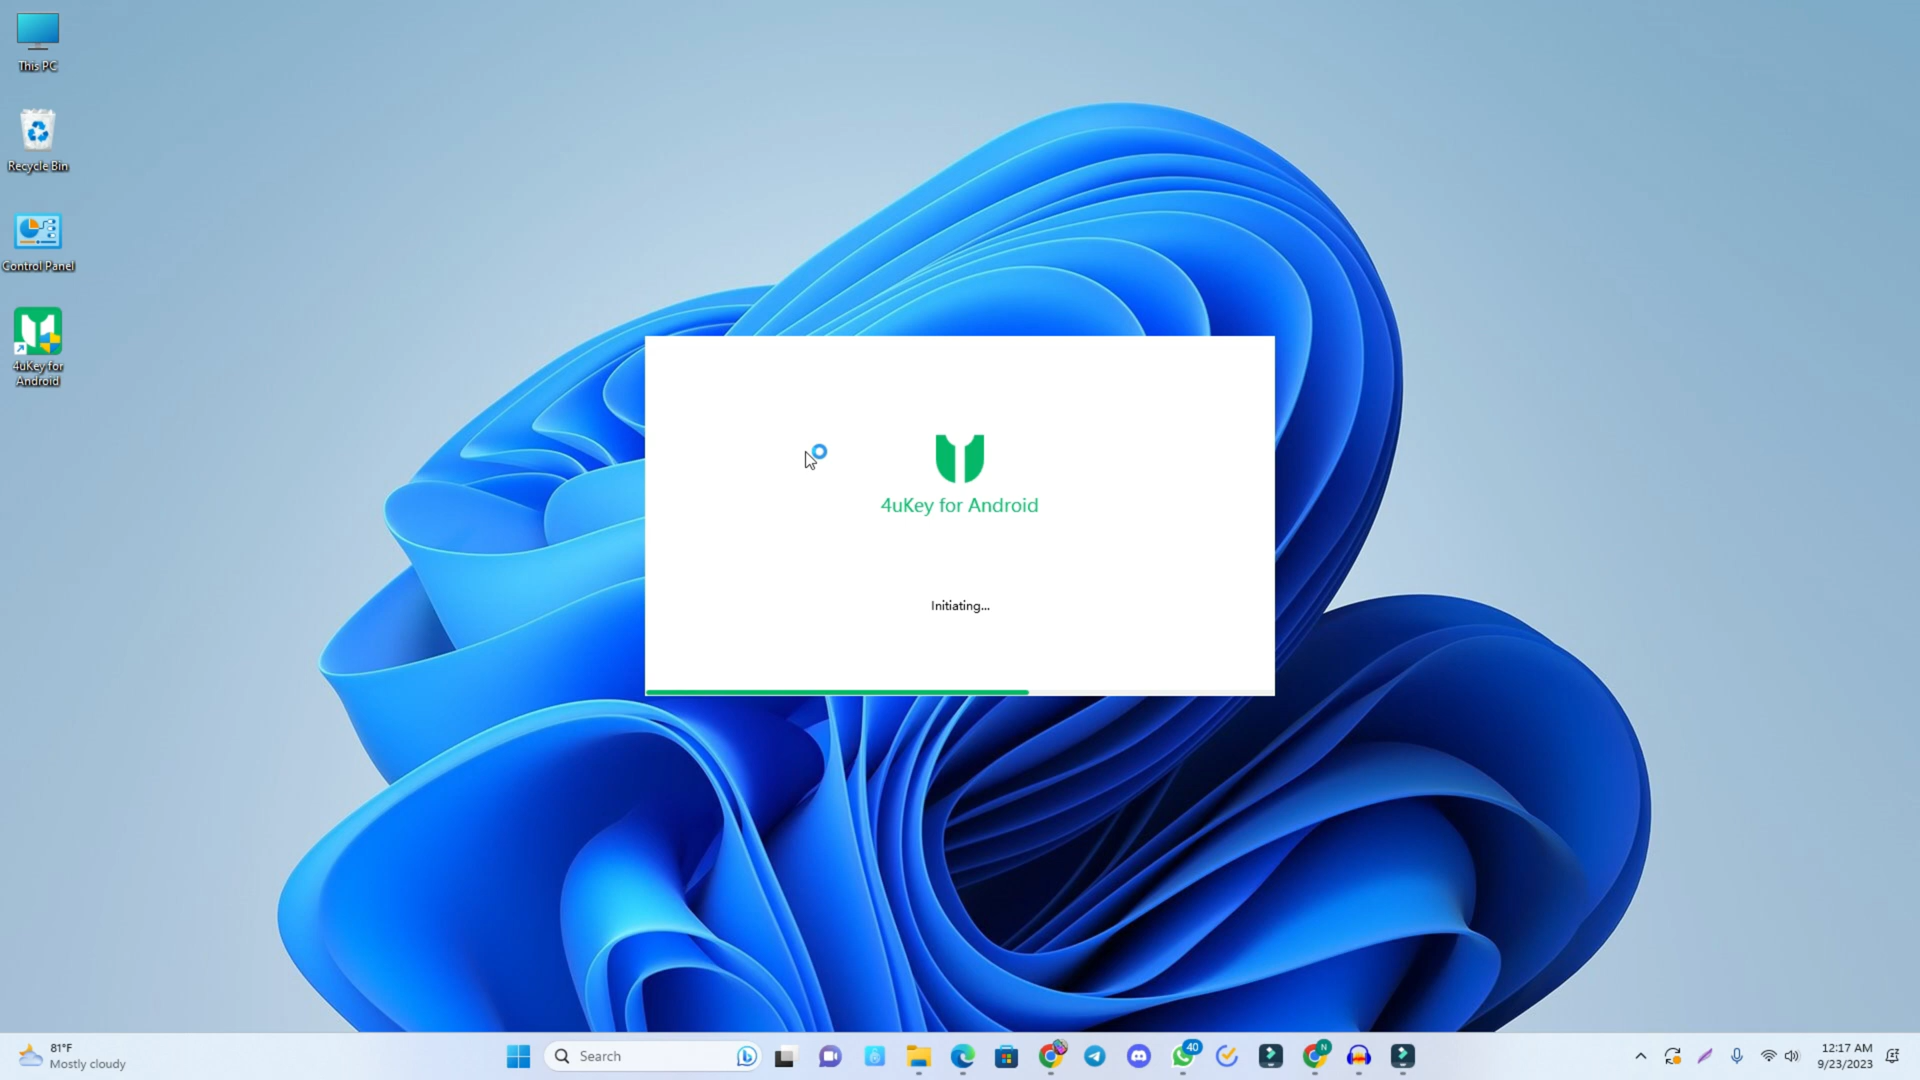 This PC
Recycle Bin
Control Panel
4uKey for
Android
4uKey for Android
Initiating...
81°F
Mostly cloudy
Search
40
N
12:17 AM
9/23/2023